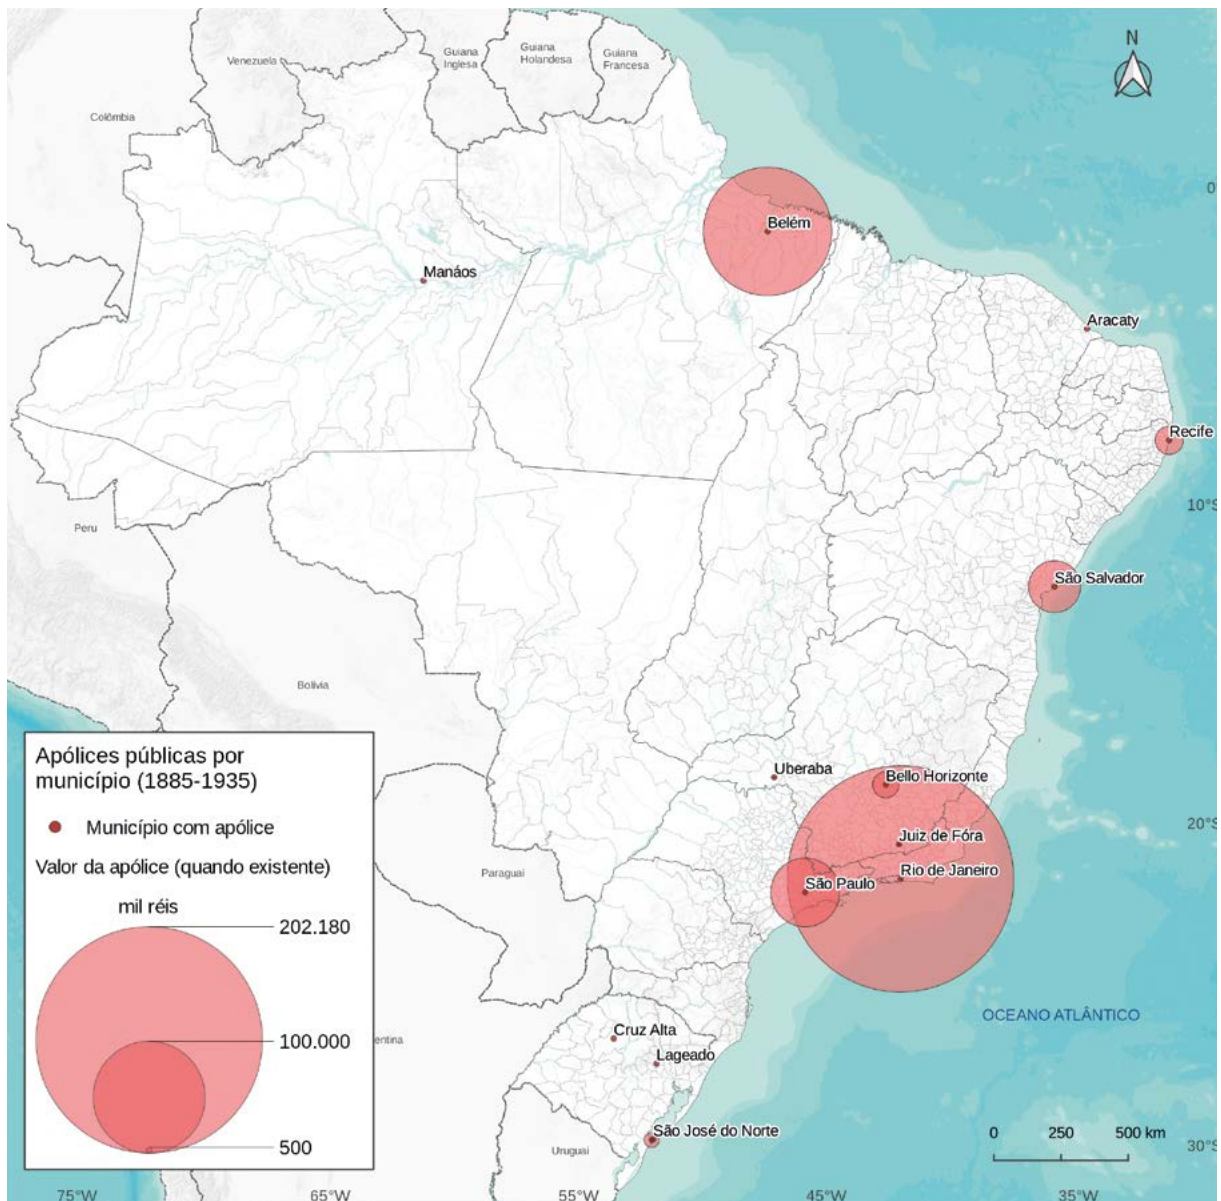 N
Venezuela
Guiana
Inglesa
Guiana
Holandesa
Guiana
Francesa
Colômbia
0°
Belém
Manáos
Aracaty
Recife
10°S
Peru
São Salvador
Bolívia
Uberaba
Bello Horizonte
20°S
Juiz de Fóra
Rio de Janeiro
São Paulo
Paraguai
OCEANO ATLÂNTICO
Cruz Alta
entina
Lageado
São José do Norte
Uruguai
0 250 500 km
30°S
Apólices públicas por
município (1885-1935)
Município com apólice
Valor da apólice (quando existente)
mil réis
202.180
100.000
500
75°W 65°W 55°W 45°W 35°W